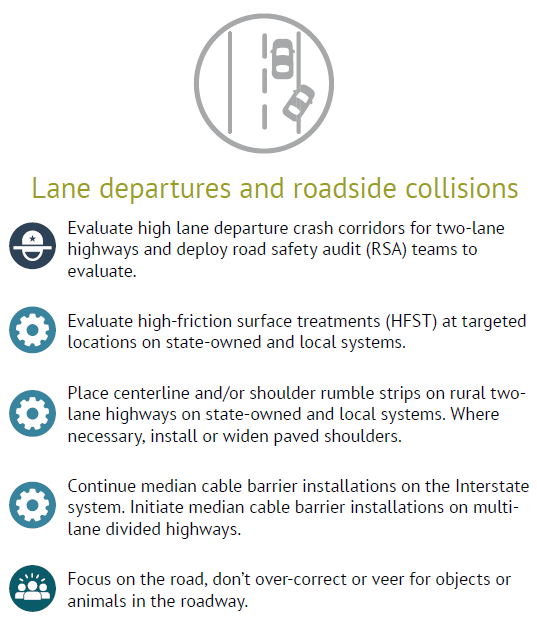 Lane departures and roadside collisions
Evaluate high lane departure crash corridors for two-lane
highways and deploy road safety audit (RSA) teams to
evaluate.
Evaluate high-friction surface treatments (HFST) at targeted
locations on state-owned and local systems.
Place centerline and/or shoulder rumble strips on rural two-
lane highways on state-owned and local systems. Where
necessary, install or widen paved shoulders.
Continue median cable barrier installations on the Interstate
system. Initiate median cable barrier installations on multi-
lane divided highways.
Focus on the road, don’t over-correct or veer for objects or
animals in the roadway.